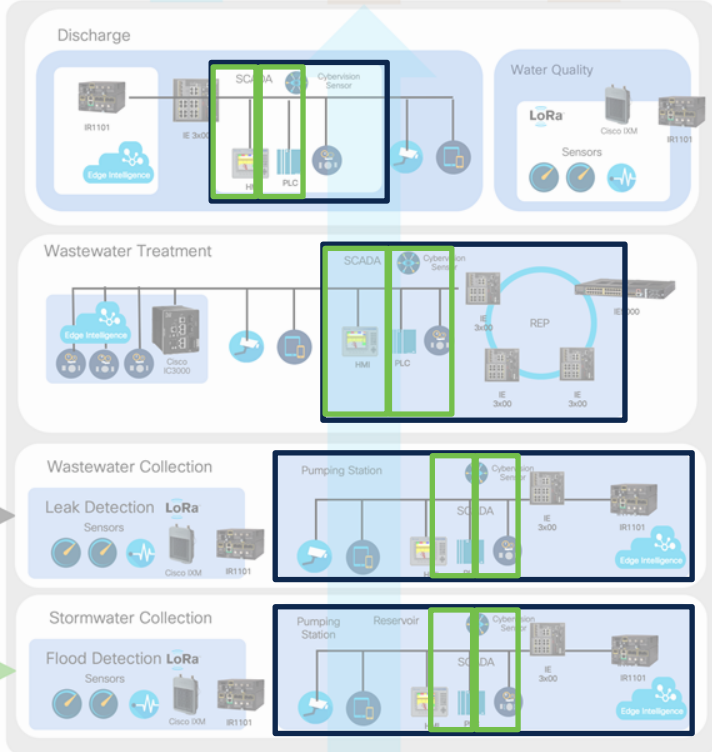 Discharge
SCADA
Cybervision
Sensor
IR1101
IE 3x00
HMI
PLC
Edge Intelligence
Water Quality
LoRa
Cisco IXM
IR1101
Sensors
Wastewater Treatment
SCADA
Cybervision
Sensor
Edge Intelligence
Cisco
IC3000
HMI
PLC
IE
3x00
REP
IE
3x00
IE
3x00
Wastewater Collection
Leak Detection LoRa
Sensors
Cisco IXM
IR1101
Pumping Station
Cybervision
Sensor
SCADA
IE
3x00
IR1101
Edge Intelligence
Stormwater Collection
Flood Detection LoRa
Sensors
Cisco IXM
IR1101
Pumping
Station
Reservoir
Cybervision
Sensor
SCADA
IE
3x00
IR1101
Edge Intelligence